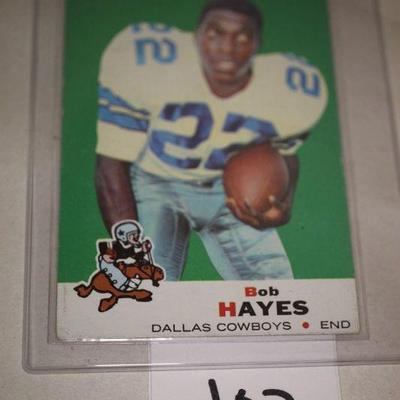 22
22
22
Bob
HAYES
DALLAS COWBOYS • END